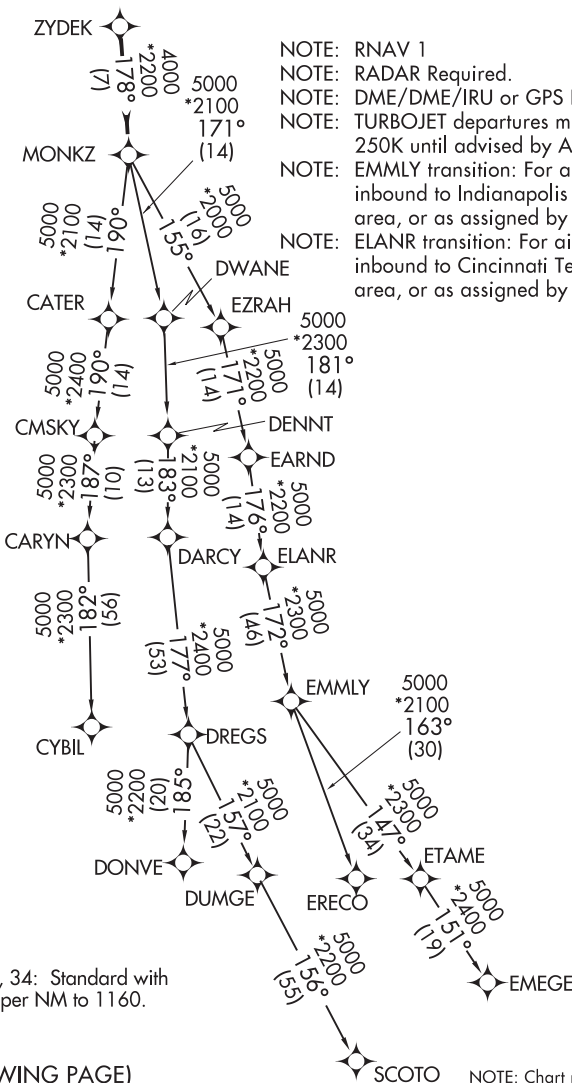 ZYDEK
4000
*2200
178°
(7)
NOTE: RNAV 1
NOTE: RADAR Required.
NOTE: DME/DME/IRU or GPS
NOTE: TURBOJET departures
250K until advised by A
NOTE: EMMLY transition: For a
inbound to Indianapolis
area, or as assigned by
NOTE: ELANR transition: For ai
inbound to Cincinnati Te
area, or as assigned by
5000
*2100
171°
(14)
MONKZ
5000
*2100
(14)
190°
5000
*2000
(16)
155°
DWANE
CATER
EZRAH
5000
*2300
181°
(14)
5000
*2400
190°
(14)
5000
*2200
171°
(14)
CMSKY
DENNT
EARND
5000
*2300
187°
(10)
5000
*2100
183°
(13)
5000
*2200
176°
(14)
CARYN
DARCY
ELANR
5000
*2300
182°
(56)
5000
*2400
177°
(53)
5000
*2300
172°
(46)
EMMLY
5000
*2100
163°
(30)
CYBIL
DREGS
5000
*2200
(20)
185°
5000
*2100
157°
(22)
5000
*2300
147°
(34)
DONVE
DUMGE
ERECO
ETAME
5000
*2400
151°
(19)
5000
*2200
156°
(55)
, 34: Standard with
per NM to 1160.
EMEGE
WING PAGE)
SCOTO
NOTE: Chart